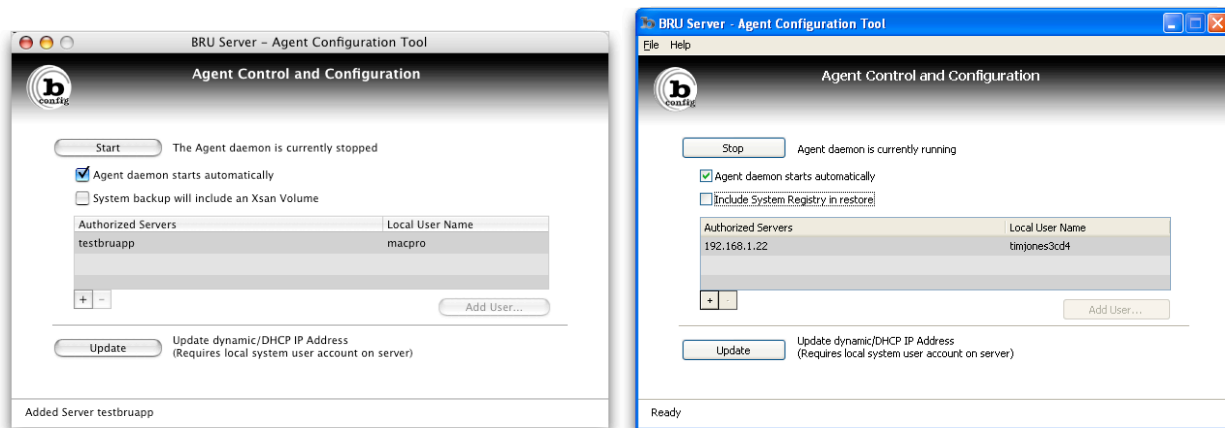 BRU Server – Agent Configuration Tool
Agent Control and Configuration
b
config
Start
The Agent daemon is currently stopped
Agent daemon starts automatically
System backup will include an Xsan Volume
Authorized Servers Local User Name
testbruapp macpro
+ -
Add User...
Update
Update dynamic/DHCP IP Address
(Requires local system user account on server)
Added Server testbruapp
BRU Server - Agent Configuration Tool
File Help
Agent Control and Configuration
b
config
Stop
Agent daemon is currently running
Agent daemon starts automatically
Include System Registry in restore
Authorized Servers Local User Name
192.168.1.22 timjones3cd4
+ -
Add User...
Update
Update dynamic/DHCP IP Address
(Requires local system user account on server)
Ready